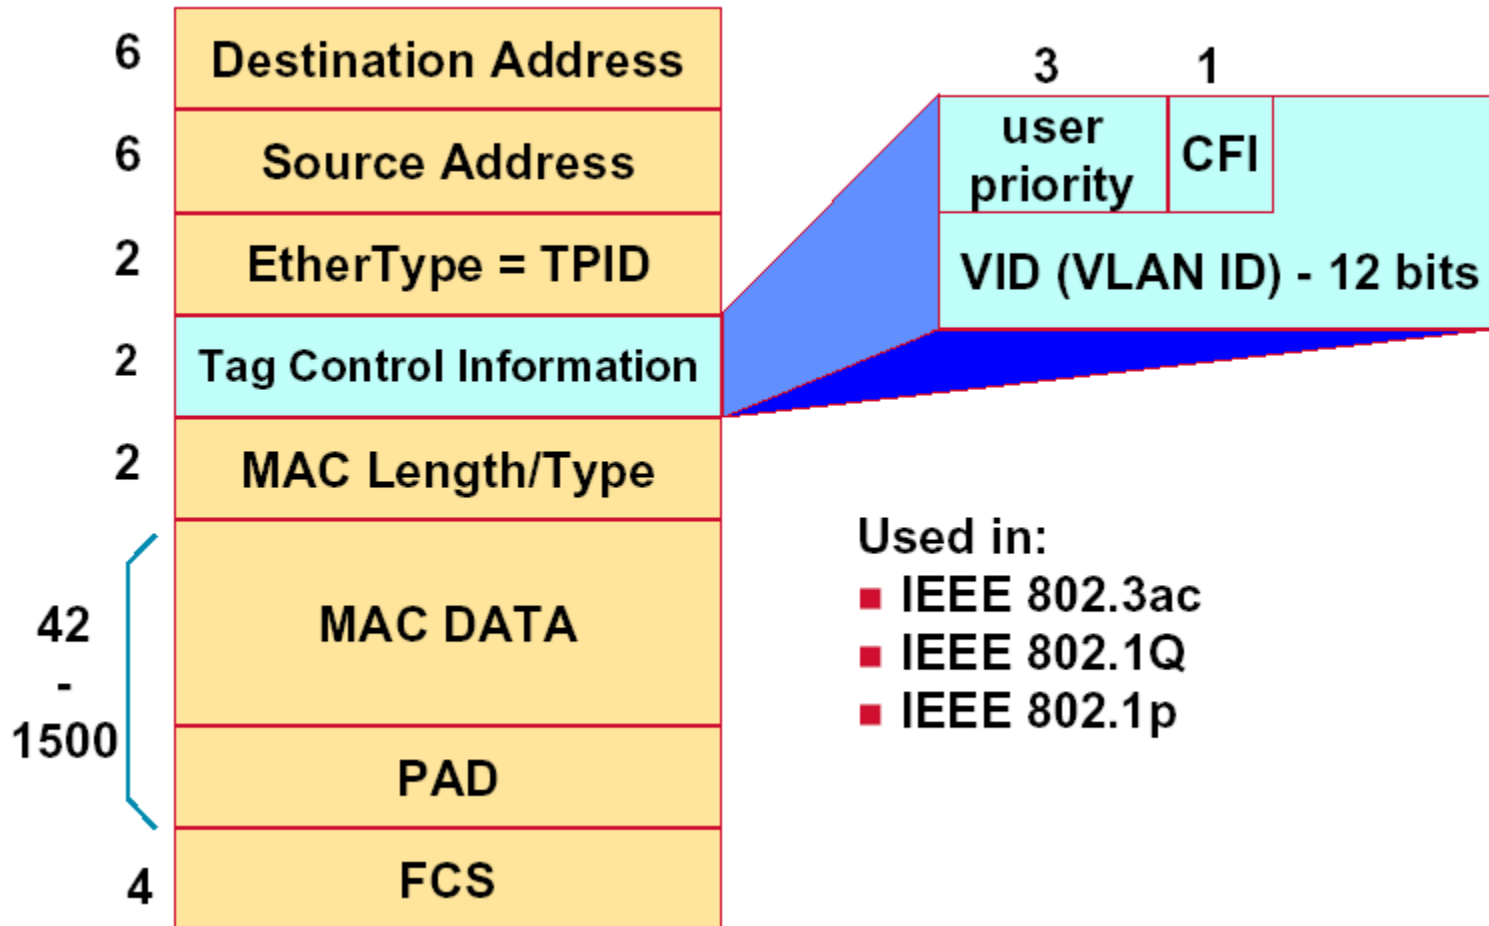 6
Destination Address
6
Source Address
2
EtherType = TPID
2
Tag Control Information
2
MAC Length/Type
42
-
1500
MAC DATA
PAD
4
FCS
3 1
user
priority
CFI
VID (VLAN ID) - 12 bits
Used in:
IEEE 802.3ac
IEEE 802.1Q
IEEE 802.1p